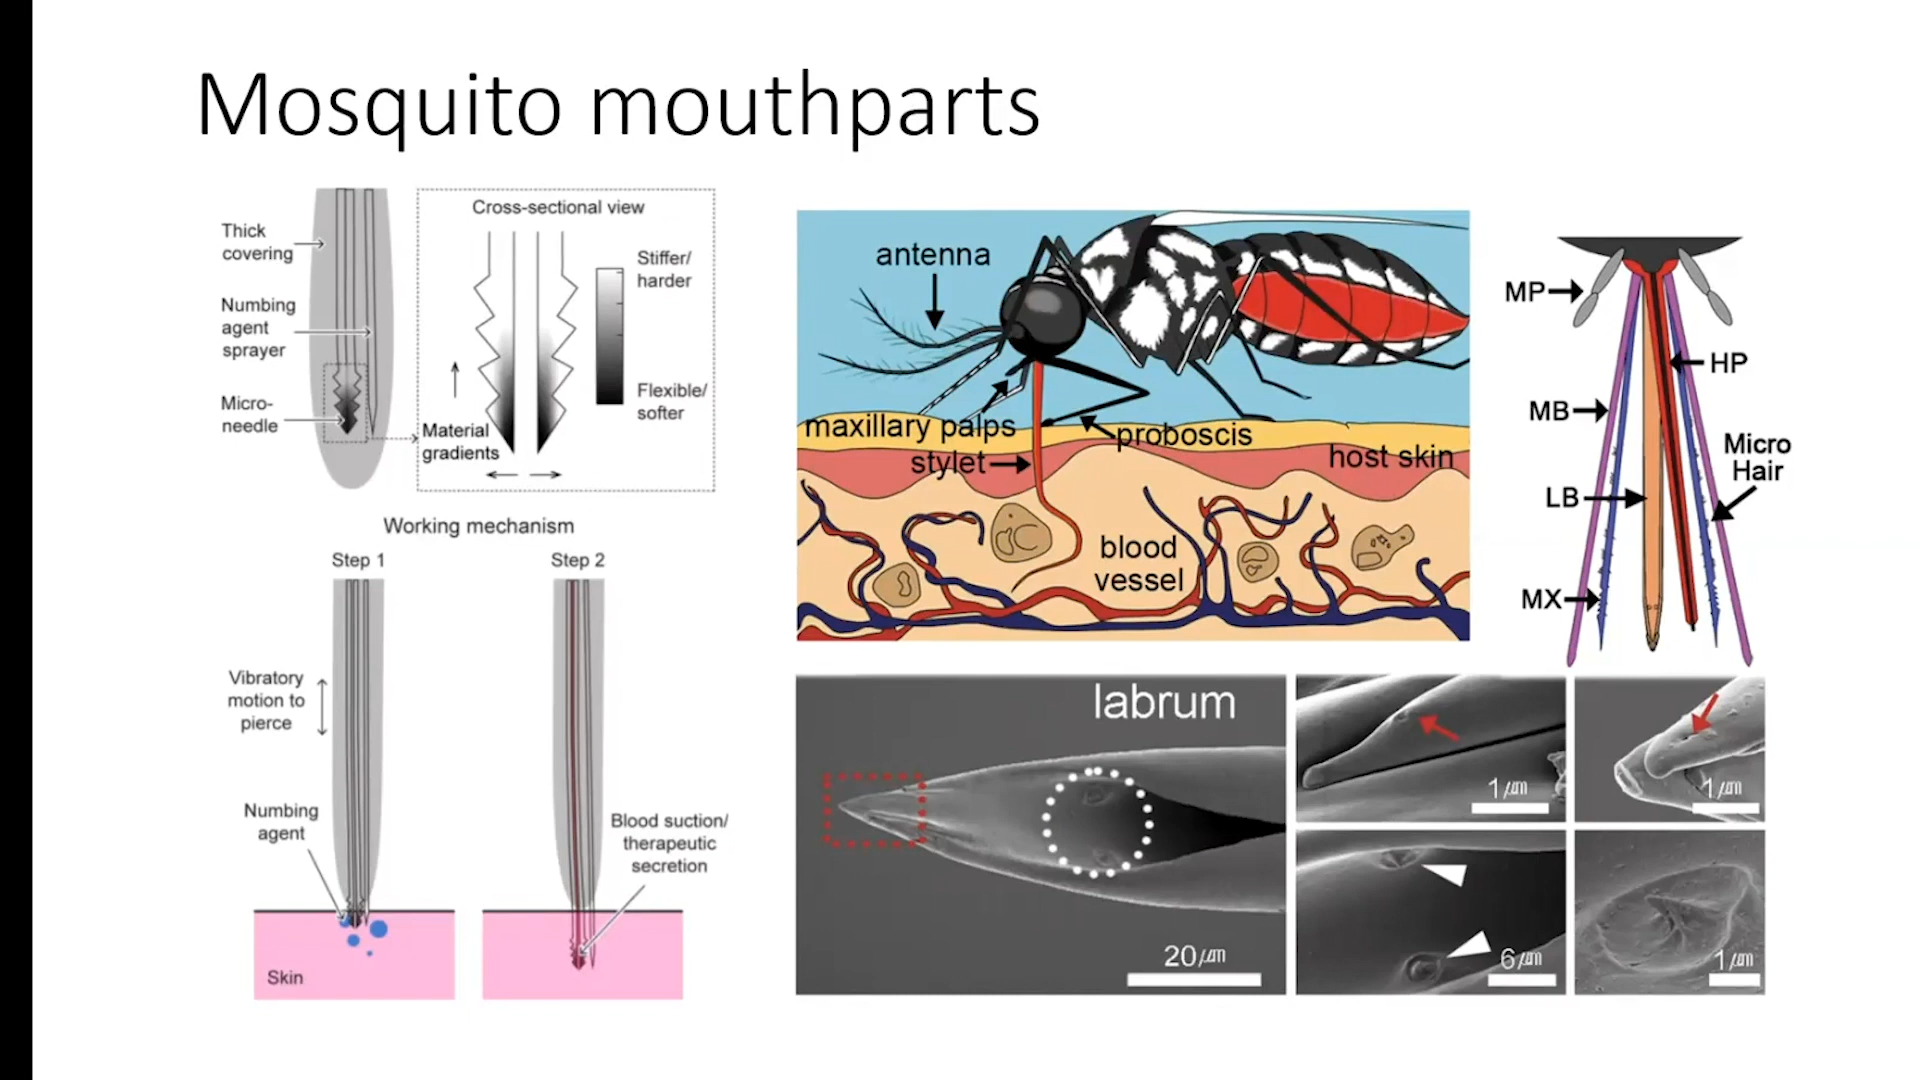 Mosquito mouthparts
Thick
covering
Numbing
agent
sprayer
Micro-
needle
Cross-sectional view
Stiffer/
harder
Flexible/
softer
Material
gradients
Working mechanism
Step 1
Step 2
Vibratory
motion to
pierce
Numbing
agent
Skin
Blood suction/
therapeutic
secretion
antenna
maxillary palps
proboscis
stylet
host skin
blood
vessel
MP
HP
MB
Micro
Hair
LB
MX
labrum
20㎛
1㎛
1㎛
6㎛
1㎛